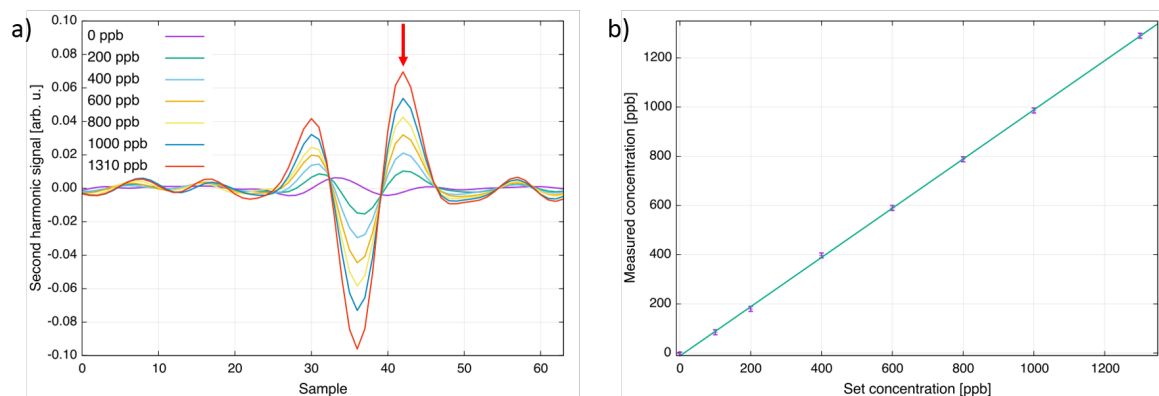 a)
0.10
0.08
0.06
0.04
0.02
0.00
-0.02
-0.04
-0.06
-0.08
-0.10
Second harmonic signal [arb. u.]
0 ppb
200 ppb
400 ppb
600 ppb
800 ppb
1000 ppb
1310 ppb
0
10
20
30
40
50
60
Sample
b)
1200
1000
800
600
400
200
0
Measured concentration [ppb]
0
200
400
600
800
1000
1200
Set concentration [ppb]